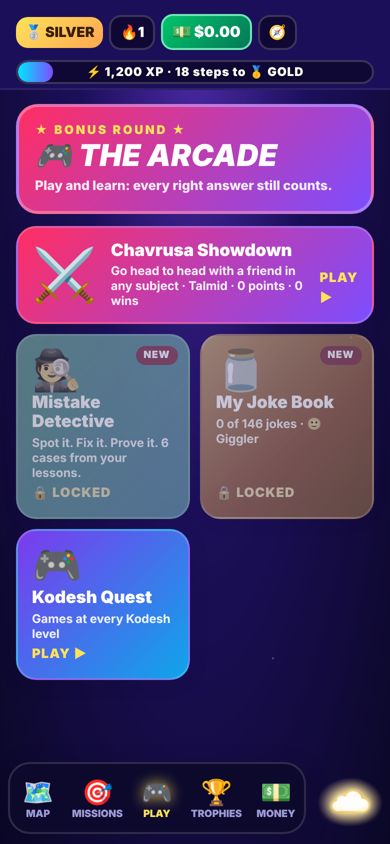 SILVER
1
$0.00
1,200 XP · 18 steps to GOLD
★ BONUS ROUND ★
THE ARCADE
Play and learn: every right answer still counts.
Chavrusa Showdown
Go head to head with a friend in
any subject · Talmid · 0 points · 0
wins
PLAY
▶
NEW
Mistake
Detective
Spot it. Fix it. Prove it. 6
cases from your
lessons.
LOCKED
NEW
My Joke Book
0 of 146 jokes ·
Giggler
LOCKED
Kodesh Quest
Games at every Kodesh
level
PLAY ▶
MAP
MISSIONS
PLAY
TROPHIES
MONEY